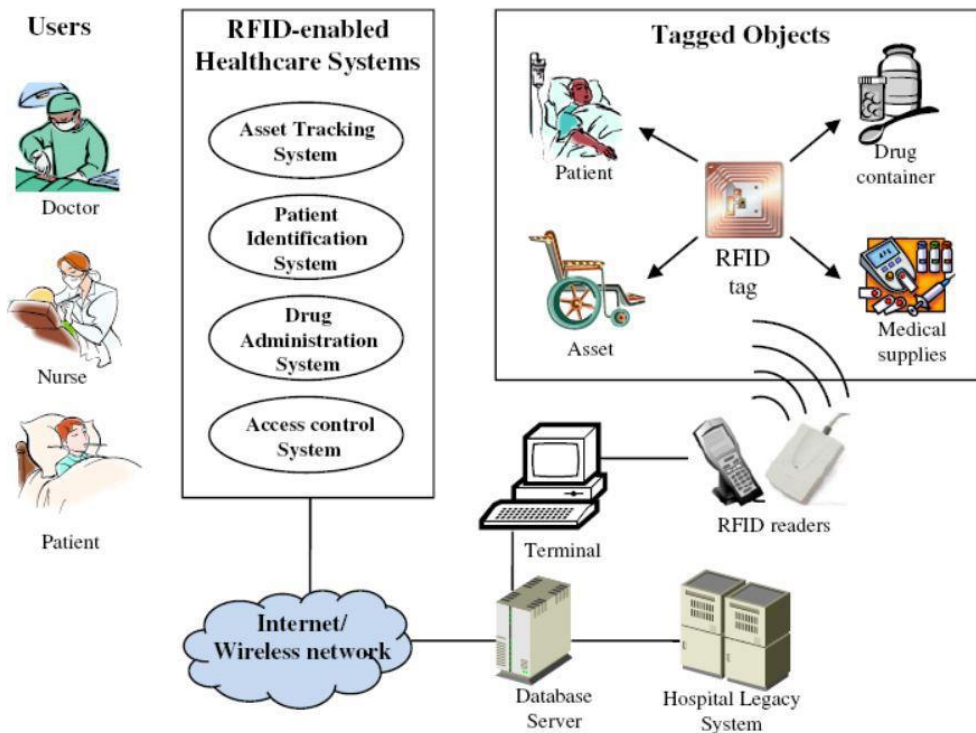 Users
Doctor
Nurse
Patient
RFID-enabled
Healthcare Systems
Asset Tracking
System
Patient
Identification
System
Drug
Administration
System
Access control
System
Tagged Objects
Patient
Drug
container
RFID
tag
Asset
Medical
supplies
Terminal
RFID readers
Internet/
Wireless network
Database
Server
Hospital Legacy
System